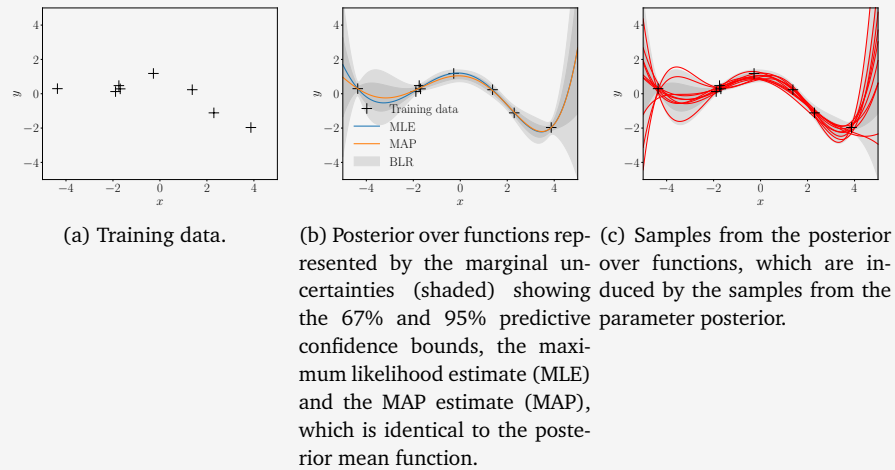 4
2
0
−2
−4
y
−4
−2
0
2
4
x
(a) Training data.
4
2
0
−2
−4
y
Training data
MLE
MAP
BLR
−4
−2
0
2
4
x
(b) Posterior over functions rep-
resented by the marginal un-
certainties (shaded) showing
the 67% and 95% predictive
confidence bounds, the maxi-
mum likelihood estimate (MLE)
and the MAP estimate (MAP),
which is identical to the poste-
rior mean function.
4
2
0
−2
−4
y
−4
−2
0
2
4
x
(c) Samples from the posterior
over functions, which are in-
duced by the samples from the
parameter posterior.